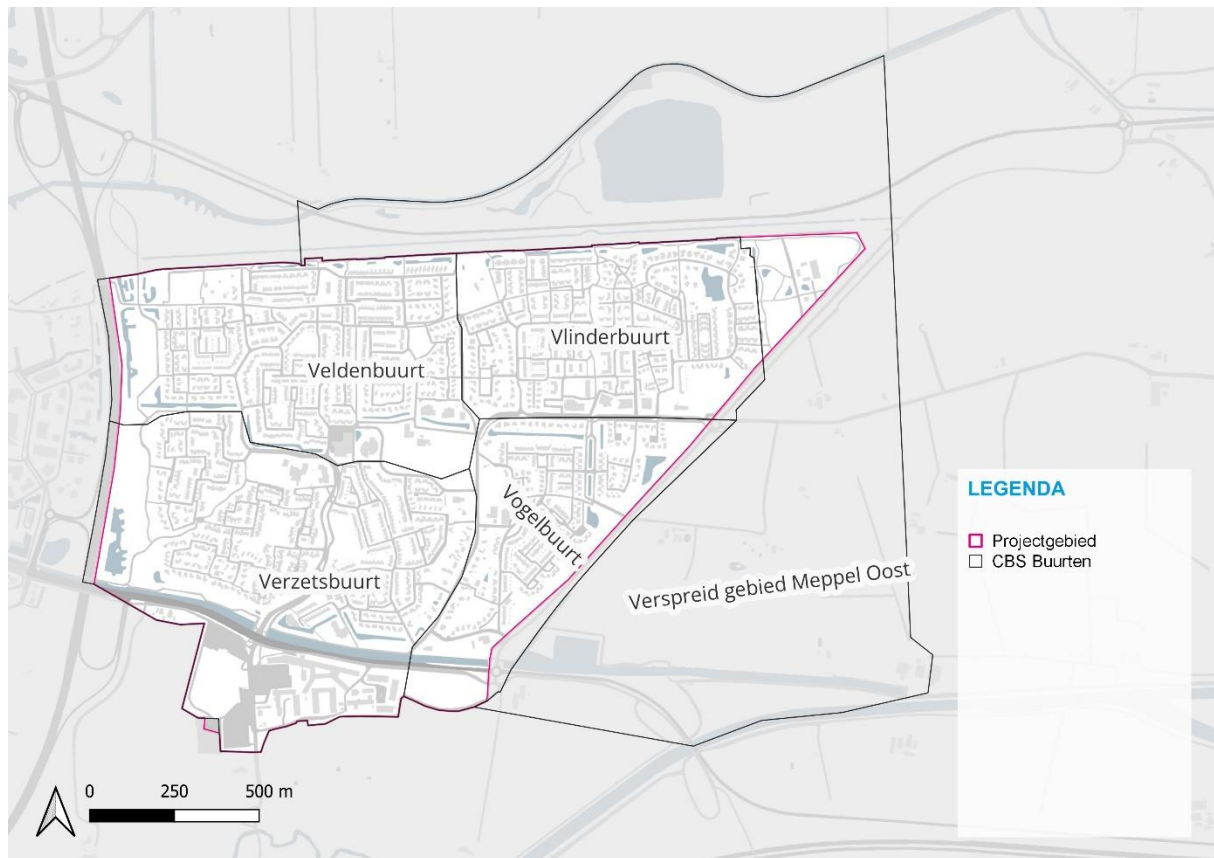 Veldenbuurt
Vlinderbuurt
Vogelbuurt
Verzetsbuurt
Verspreid gebied Meppel Oost
LEGENDA
Projectgebied
CBS Buurten
0 250 500 m